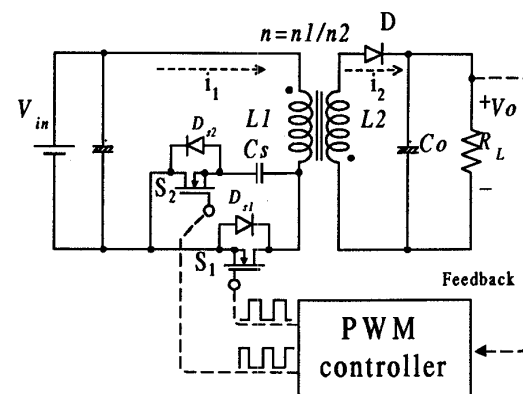 n=n1/n2
D
i1
i2
Vin
Ds2
L1
L2
+Vo
Cs
Co
RL
S2
Ds1
−
S1
Feedback
PWM
controller